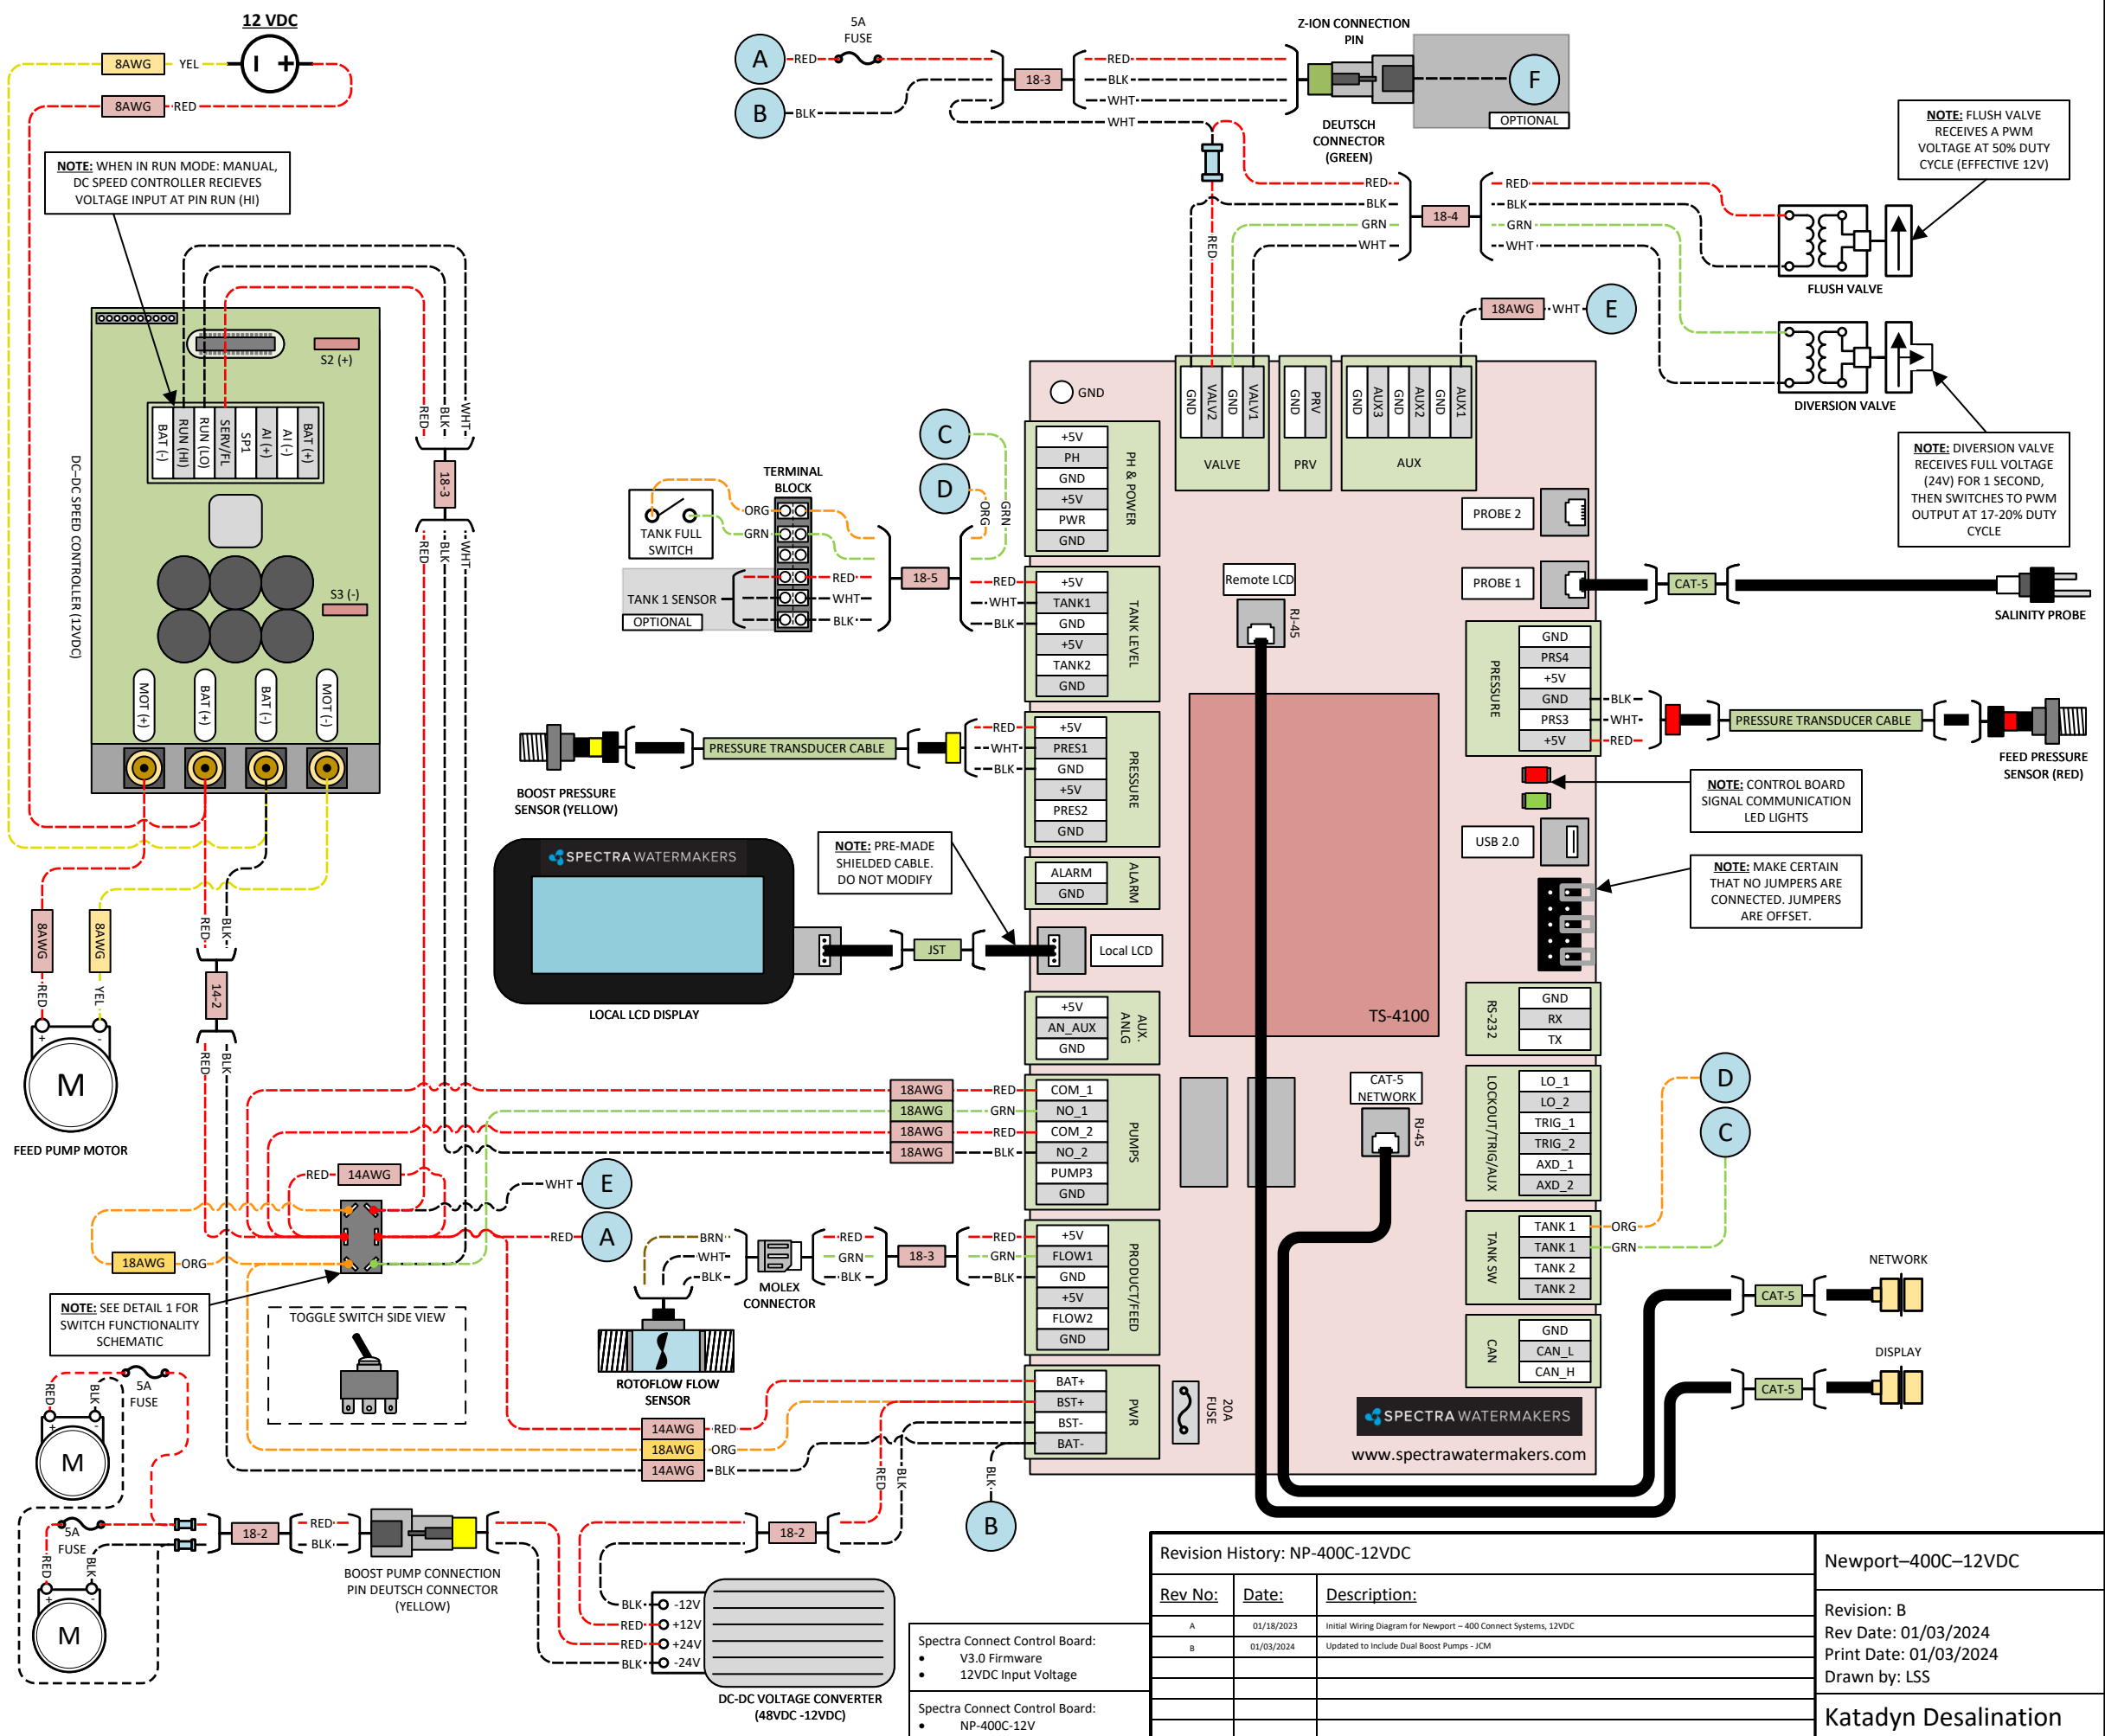 12 VDC
8AWG
YEL
8AWG
RED
NOTE: WHEN IN RUN MODE: MANUAL,
DC SPEED CONTROLLER RECIEVES
VOLTAGE INPUT AT PIN RUN (HI)
S2 (+)
BAT (-)
RUN (HI)
RUN (LO)
SERV/FL
SP1
AI (+)
AI (-)
BAT (+)
DC–DC SPEED CONTROLLER (12VDC)
S3 (-)
MOT (+)
BAT (+)
BAT (-)
MOT (-)
RED
BLK
WHT
18-3
RED
BLK
WHT
8AWG
8AWG
RED
YEL
+
-
M
FEED PUMP MOTOR
RED
BLK
14-2
RED
BLK
A
RED
5A
FUSE
B
BLK
18-3
RED
BLK
WHT
WHT
Z-ION CONNECTION
PIN
F
OPTIONAL
DEUTSCH
CONNECTOR
(GREEN)
RED
RED
BLK
GRN
WHT
18-4
RED
BLK
GRN
WHT
NOTE: FLUSH VALVE
RECEIVES A PWM
VOLTAGE AT 50% DUTY
CYCLE (EFFECTIVE 12V)
FLUSH VALVE
18AWG
WHT
E
DIVERSION VALVE
NOTE: DIVERSION VALVE
RECEIVES FULL VOLTAGE
(24V) FOR 1 SECOND,
THEN SWITCHES TO PWM
OUTPUT AT 17-20% DUTY
CYCLE
GND
GND
VALV2
GND
VALV1
VALVE
GND
PRV
PRV
GND
AUX3
GND
AUX2
GND
AUX1
AUX
C
D
ORG
GRN
TERMINAL
BLOCK
TANK FULL
SWITCH
ORG
GRN
TANK 1 SENSOR
OPTIONAL
RED
WHT
BLK
18-5
RED
WHT
BLK
+5V
PH
GND
+5V
PWR
GND
PH & POWER
+5V
TANK1
GND
+5V
TANK2
GND
TANK LEVEL
BOOST PRESSURE
SENSOR (YELLOW)
PRESSURE TRANSDUCER CABLE
RED
WHT
BLK
+5V
PRES1
GND
+5V
PRES2
GND
PRESSURE
SPECTRA WATERMAKERS
LOCAL LCD DISPLAY
NOTE: PRE-MADE
SHIELDED CABLE.
DO NOT MODIFY
JST
ALARM
GND
ALARM
Local LCD
+5V
AN_AUX
GND
AUX.
ANLG
18AWG
18AWG
18AWG
18AWG
RED
GRN
RED
BLK
COM_1
NO_1
COM_2
NO_2
PUMP3
GND
PUMPS
Remote LCD
RJ-45
TS-4100
CAT-5
NETWORK
RJ-45
PROBE 2
PROBE 1
CAT-5
SALINITY PROBE
PRESSURE
GND
PRS4
+5V
GND
PRS3
+5V
BLK
WHT
RED
PRESSURE TRANSDUCER CABLE
FEED PRESSURE
SENSOR (RED)
NOTE: CONTROL BOARD
SIGNAL COMMUNICATION
LED LIGHTS
USB 2.0
NOTE: MAKE CERTAIN
THAT NO JUMPERS ARE
CONNECTED. JUMPERS
ARE OFFSET.
RS-232
GND
RX
TX
LOCKOUT/TRIG/AUX
LO_1
LO_2
TRIG_1
TRIG_2
AXD_1
AXD_2
D
C
TANK SW
TANK 1
TANK 1
TANK 2
TANK 2
ORG
GRN
CAN
GND
CAN_L
CAN_H
NETWORK
CAT-5
DISPLAY
CAT-5
SPECTRA WATERMAKERS
www.spectrawatermakers.com
RED
14AWG
WHT
E
RED
A
18AWG
ORG
NOTE: SEE DETAIL 1 FOR
SWITCH FUNCTIONALITY
SCHEMATIC
TOGGLE SWITCH SIDE VIEW
BRN
WHT
BLK
MOLEX
CONNECTOR
RED
GRN
BLK
18-3
RED
GRN
BLK
+5V
FLOW1
GND
+5V
FLOW2
GND
PRODUCT/FEED
ROTOFLOW FLOW
SENSOR
14AWG
18AWG
14AWG
RED
ORG
BLK
BAT+
BST+
BST-
BAT-
PWR
20A
FUSE
RED
BLK
BLK
B
RED
BLK
5A
FUSE
+
-
M
5A
FUSE
RED
BLK
+
-
M
18-2
RED
BLK
BOOST PUMP CONNECTION
PIN DEUTSCH CONNECTOR
(YELLOW)
18-2
BLK
RED
RED
BLK
-12V
+12V
+24V
-24V
DC-DC VOLTAGE CONVERTER
(48VDC -12VDC)
Spectra Connect Control Board:
• V3.0 Firmware
• 12VDC Input Voltage
Spectra Connect Control Board:
• NP-400C-12V
Revision History: NP-400C-12VDC
Rev No: Date: Description:
A 01/18/2023 Initial Wiring Diagram for Newport – 400 Connect Systems, 12VDC
B 01/03/2024 Updated to Include Dual Boost Pumps - JCM
Newport–400C–12VDC
Revision: B
Rev Date: 01/03/2024
Print Date: 01/03/2024
Drawn by: LSS
Katadyn Desalination